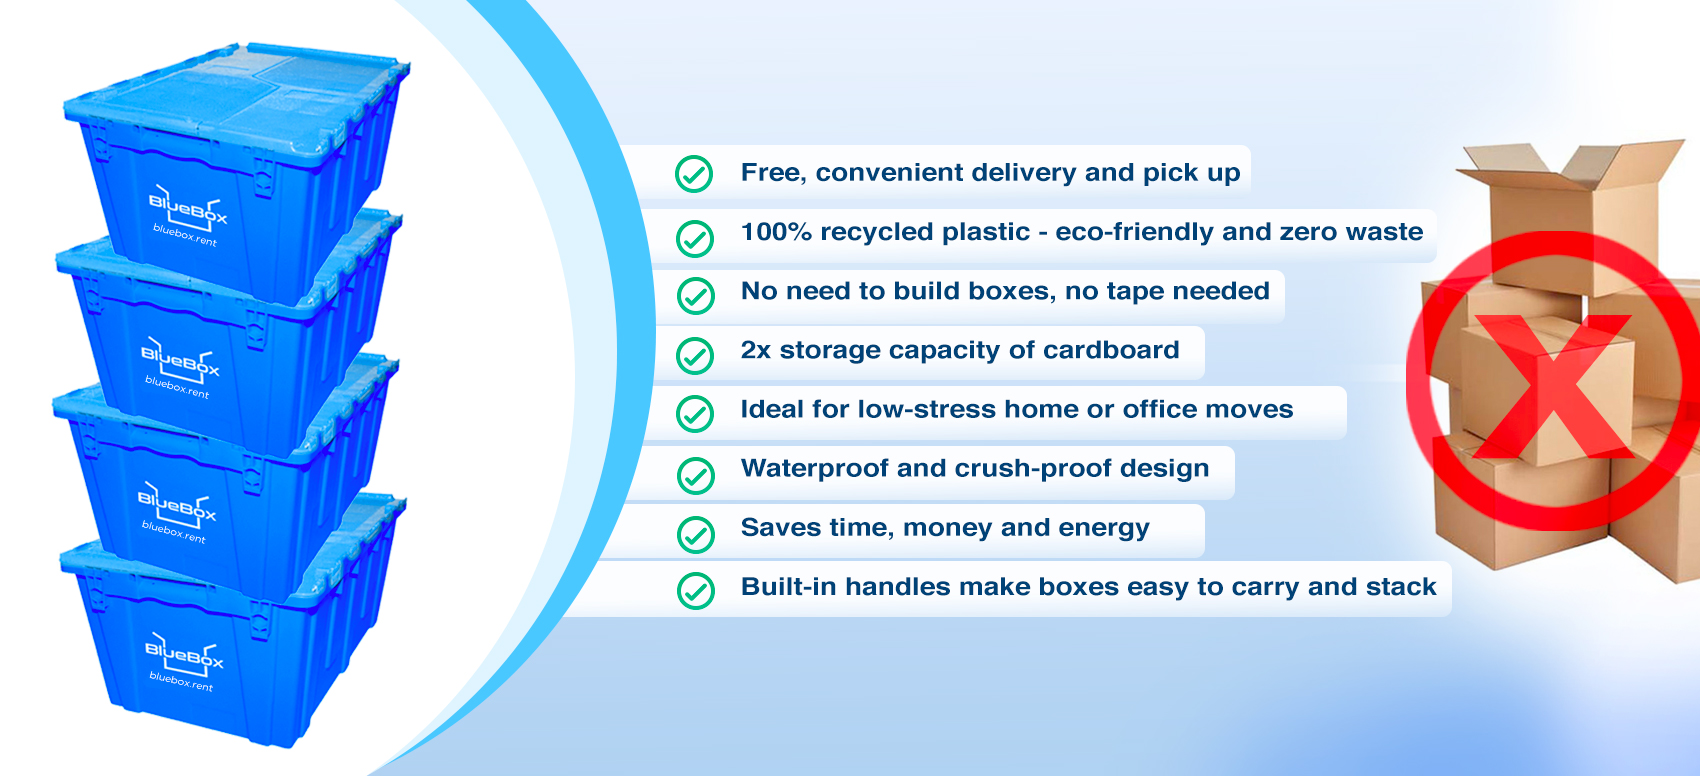 BlueBox
bluebox.rent
BlueBox
bluebox.rent
BlueBox
bluebox.rent
BlueBox
bluebox.rent
Free, convenient delivery and pick up
100% recycled plastic - eco-friendly and zero waste
No need to build boxes, no tape needed
2x storage capacity of cardboard
Ideal for low-stress home or office moves
Waterproof and crush-proof design
Saves time, money and energy
Built-in handles make boxes easy to carry and stack
X